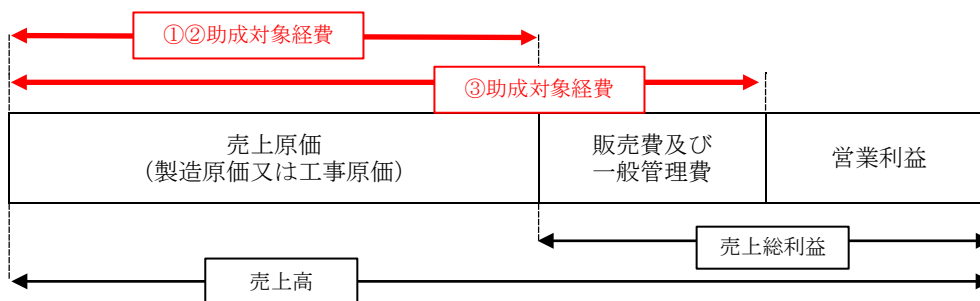 ①②助成対象経費
③助成対象経費
売上原価
（製造原価又は工事原価）
販売費及び
一般管理費
営業利益
売上総利益
売上高